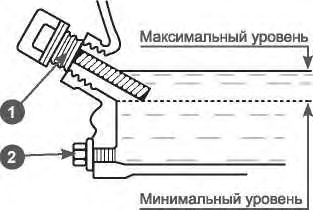 Максимальный уровень
1
2
Минимальный уровень